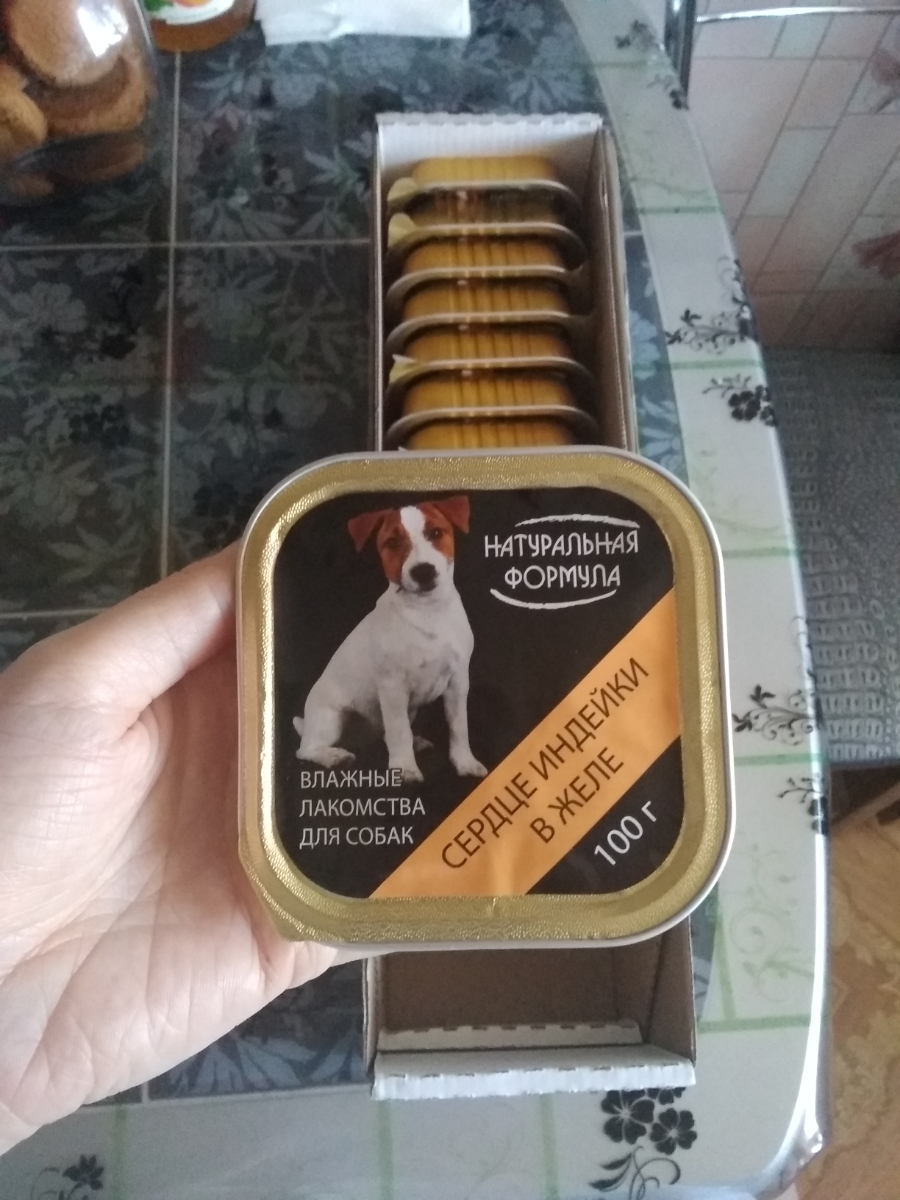 НАТУРАЛЬНАЯ
ФОРМУЛА
ВЛАЖНЫЕ
ЛАКОМСТВА
ДЛЯ СОБАК
СЕРДЦЕ ИНДЕЙКИ
В ЖЕЛЕ
100 г